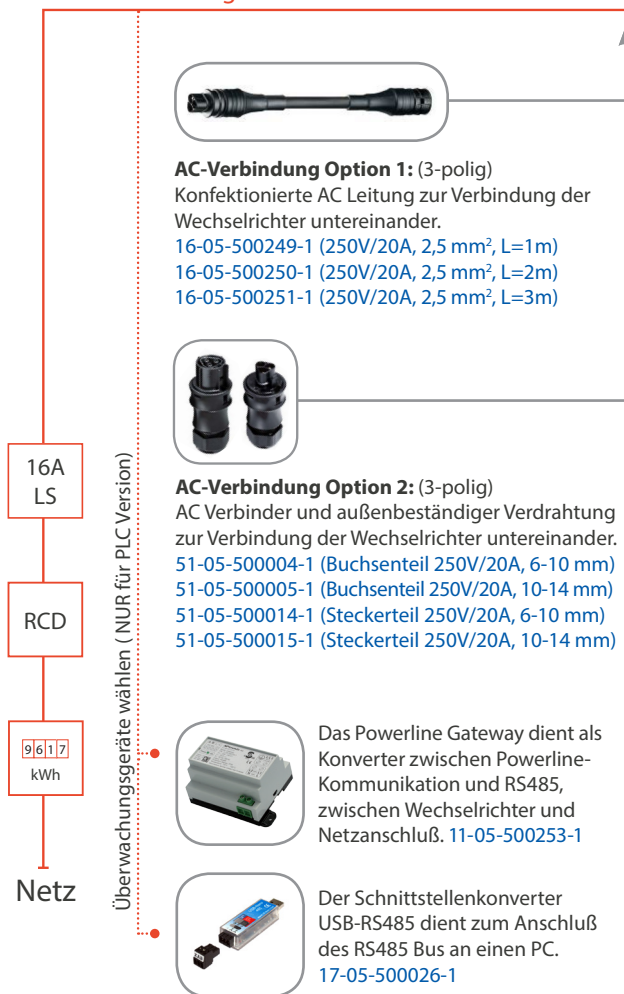 AC-Verbindung Option 1: (3-polig)
Konfektionierte AC Leitung zur Verbindung der
Wechselrichter untereinander.
16-05-500249-1 (250V/20A, 2,5 mm², L=1m)
16-05-500250-1 (250V/20A, 2,5 mm², L=2m)
16-05-500251-1 (250V/20A, 2,5 mm², L=3m)
AC-Verbindung Option 2: (3-polig)
AC Verbinder und außenbeständiger Verdrahtung
zur Verbindung der Wechselrichter untereinander.
51-05-500004-1 (Buchsenteil 250V/20A, 6-10 mm)
51-05-500005-1 (Buchsenteil 250V/20A, 10-14 mm)
51-05-500014-1 (Steckerteil 250V/20A, 6-10 mm)
51-05-500015-1 (Steckerteil 250V/20A, 10-14 mm)
16A
LS
RCD
9617
kWh
Netz
Überwachungsgeräte wählen ( NUR für PLC Version)
Das Powerline Gateway dient als
Konverter zwischen Powerline-
Kommunikation und RS485,
zwischen Wechselrichter und
Netzanschluß. 11-05-500253-1
Der Schnittstellenkonverter
USB-RS485 dient zum Anschluß
des RS485 Bus an einen PC.
17-05-500026-1